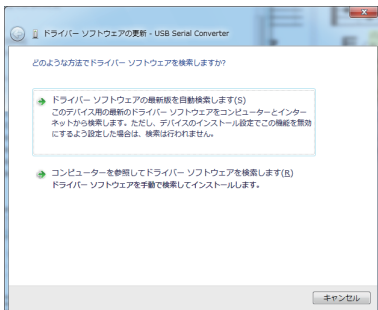 ドライバー ソフトウェアの更新 - USB Serial Converter
どのような方法でドライバー ソフトウェアを検索しますか?
ドライバー ソフトウェアの最新版を自動検索します(S)
このデバイス用の最新のドライバー ソフトウェアをコンピューターとインター
ネットから検索します。ただし、デバイスのインストール設定でこの機能を無効
にするよう設定した場合は、検索は行われません。
コンピューターを参照してドライバー ソフトウェアを検索します(R)
ドライバー ソフトウェアを手動で検索してインストールします。
キャンセル